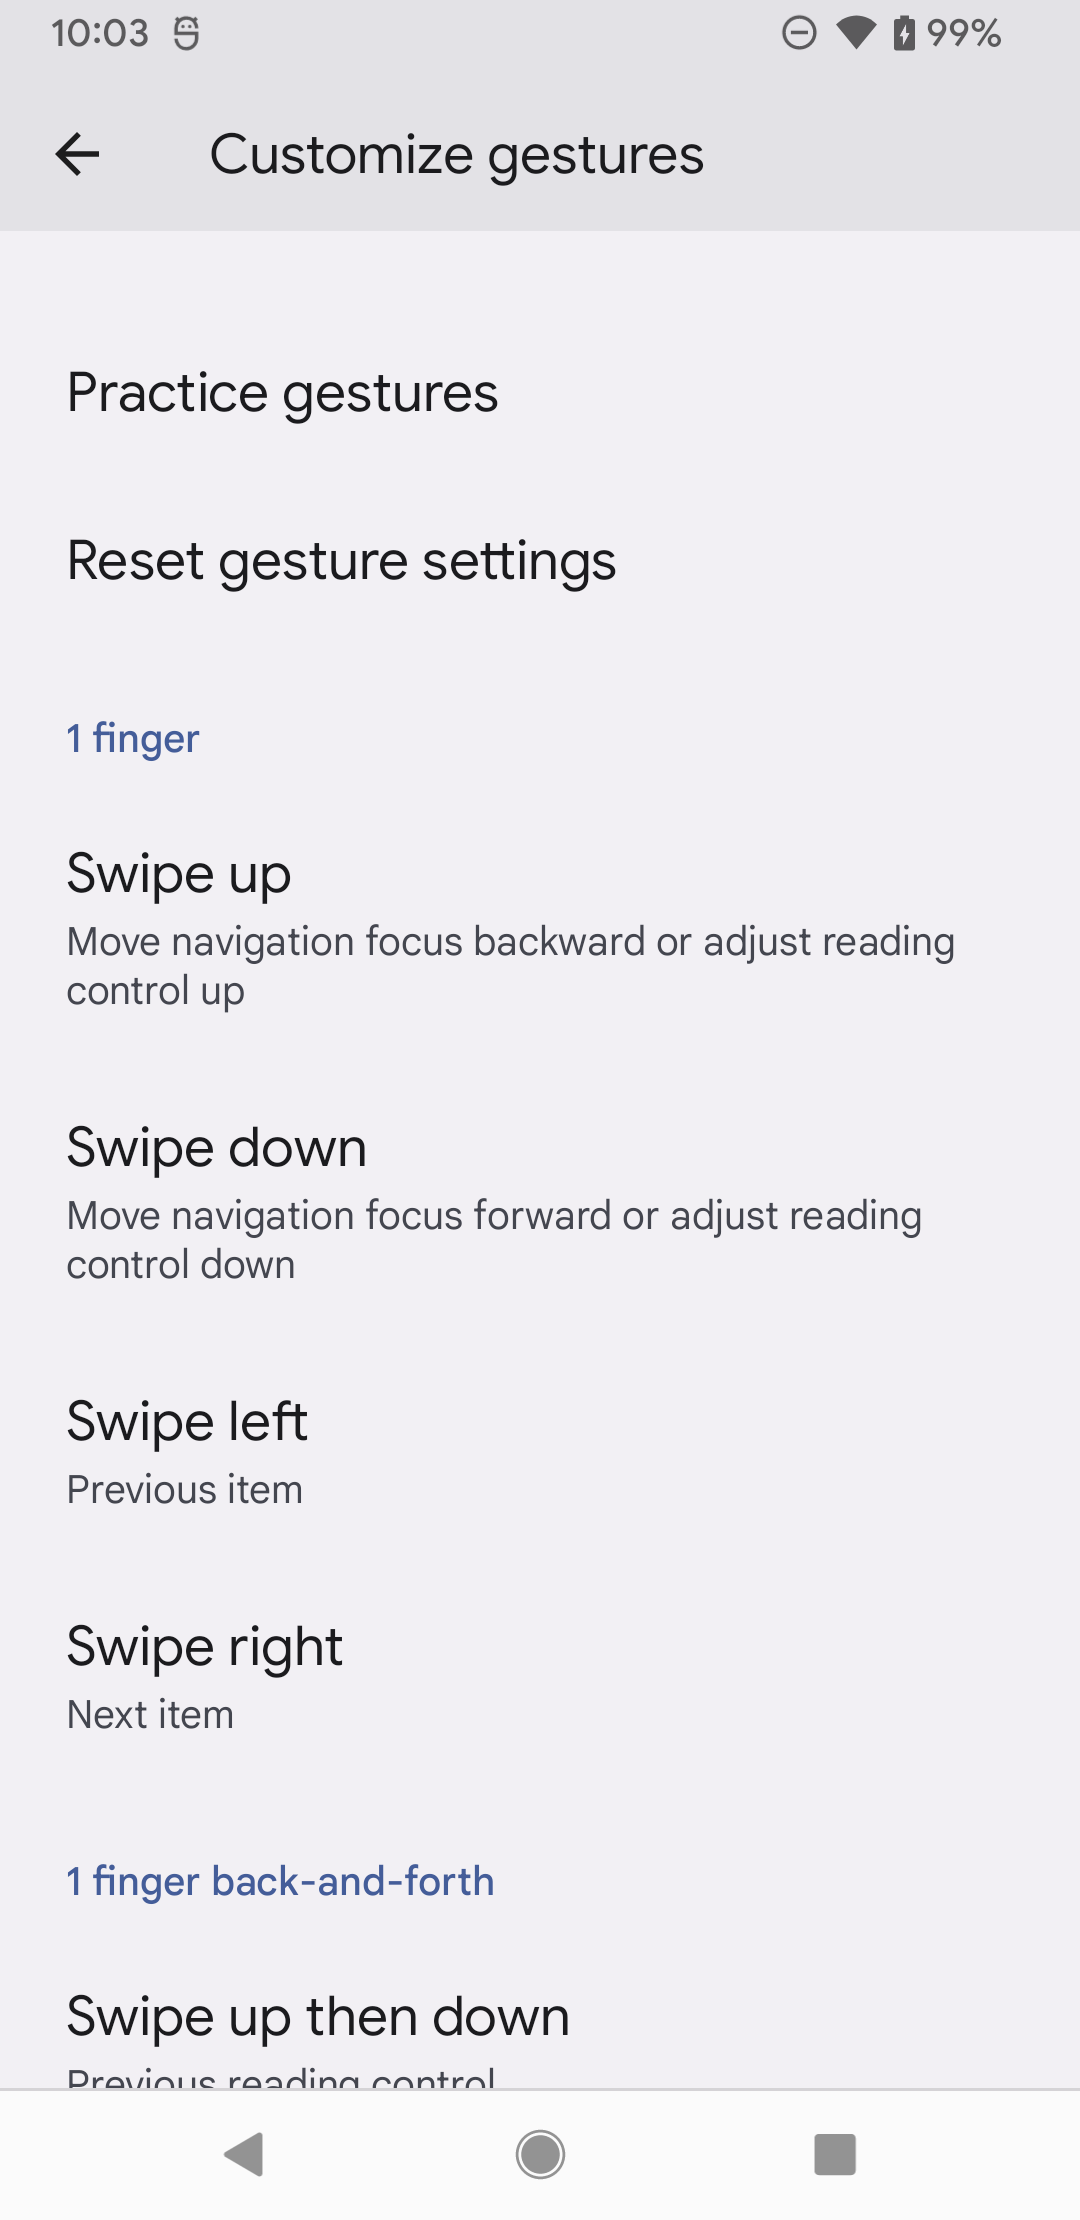 10:03
99%
Customize gestures
Practice gestures
Reset gesture settings
1 finger
Swipe up
Move navigation focus backward or adjust reading
control up
Swipe down
Move navigation focus forward or adjust reading
control down
Swipe left
Previous item
Swipe right
Next item
1 finger back-and-forth
Swipe up then down
Previous reading control